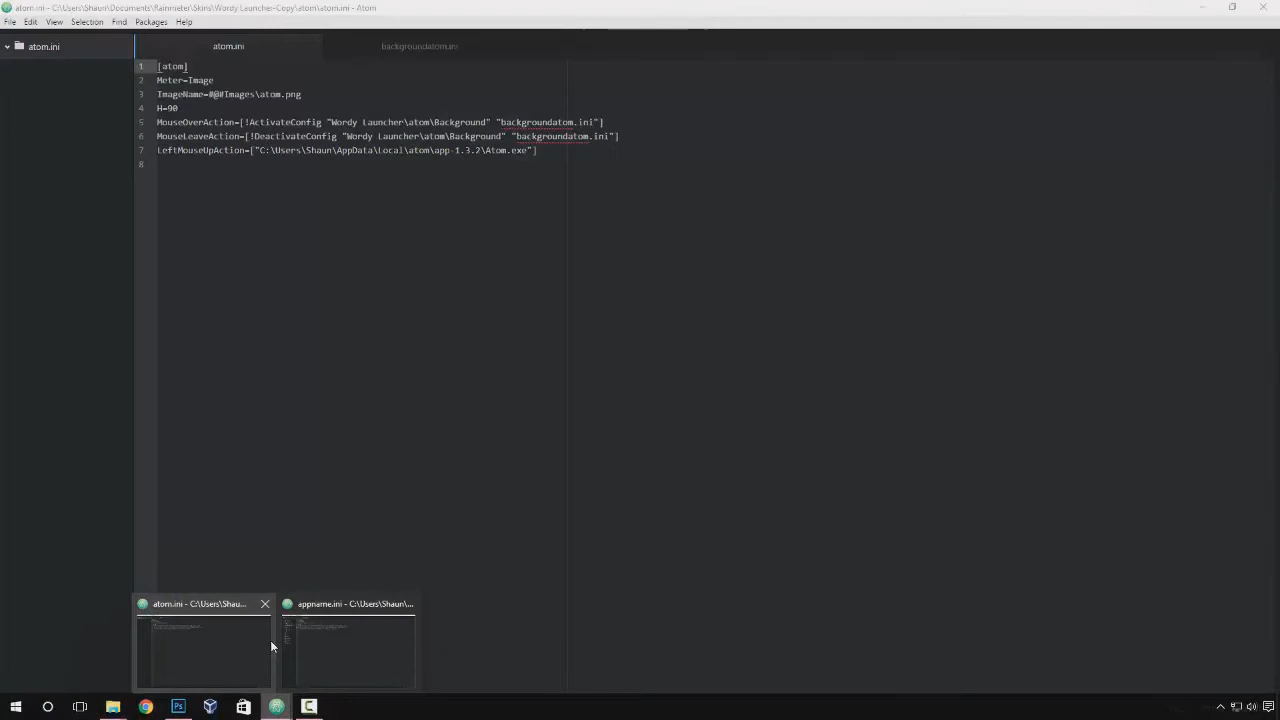 atom.ini - C:\Users\Shaun\Documents\Rainmeter\Skins\Wordy Launcher-Copy\atom\atom.ini - Atom
File Edit View Selection Find Packages Help
atom.ini
atom.ini
backgroundatom.ini
1 [atom]
2 Meter=Image
3 ImageName=#@#Images\atom.png
4 H=90
5 MouseOverAction=[!ActivateConfig "Wordy Launcher\atom\Background" "backgroundatom.ini"]
6 MouseLeaveAction=[!DeactivateConfig "Wordy Launcher\atom\Background" "backgroundatom.ini"]
7 LeftMouseUpAction=["C:\Users\Shaun\AppData\Local\atom\app-1.3.2\Atom.exe"]
8
atom.ini - C:\Users\Shau...
appname.ini - C:\Users\Shaun\...
Ps